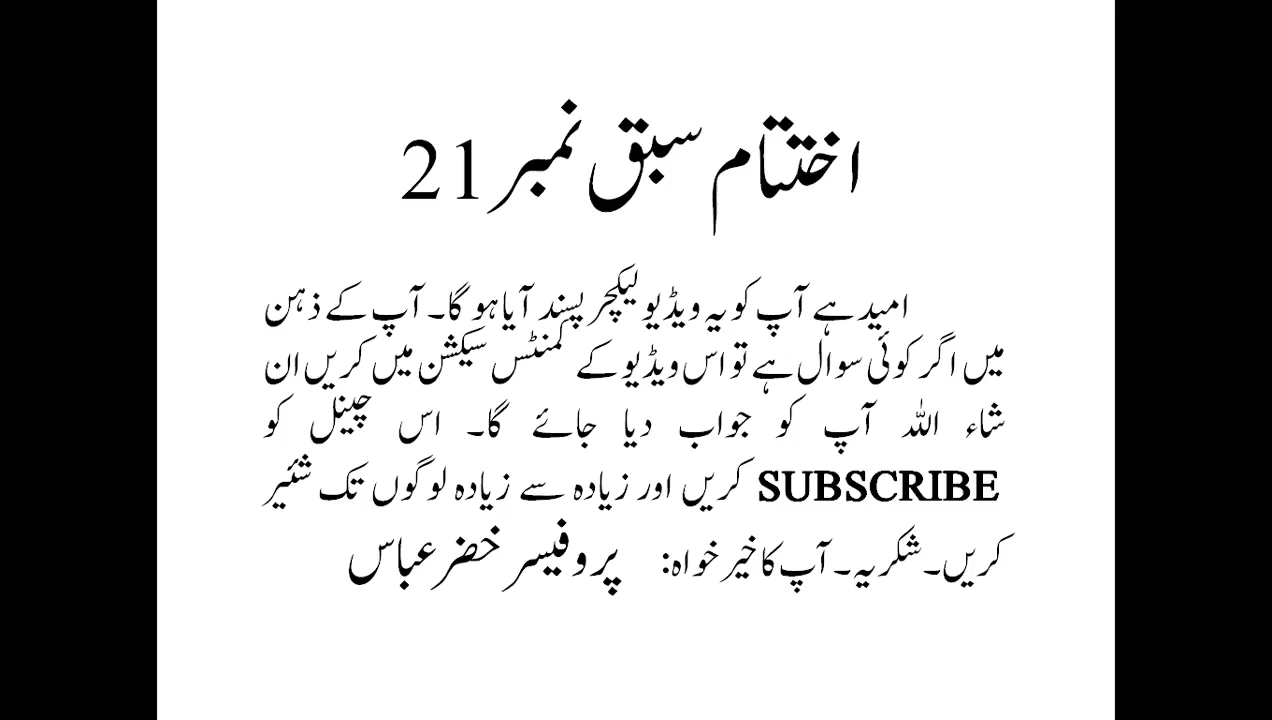 اختتام سبق نمبر 21
امید ہے آپ کو یہ ویڈیو لیکچر پسند آیا ہو گا۔ آپ کے ذہن
میں اگر کوئی سوال ہے تو اس ویڈیو کے کمنٹس سیکشن میں کریں ان
شاء اللہ آپ کو جواب دیا جائے گا۔ اس چینل کو
SUBSCRIBE کریں اور زیادہ سے زیادہ لوگوں تک شئیر
کریں۔ شکریہ۔ آپ کا خیر خواہ: پروفیسر خضر عباس